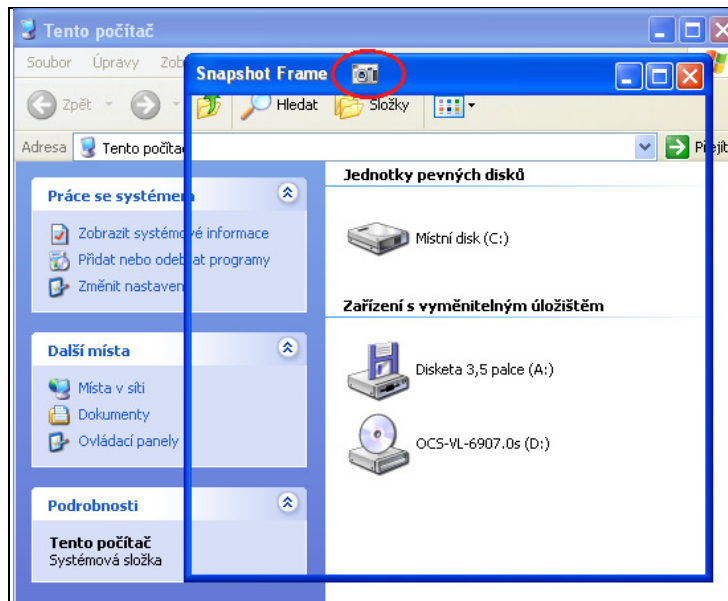 Tento počítač
Soubor Úpravy Zob
Snapshot Frame
Zpět
Hledat
Složky
Adresa
Tento počíta
Přejít
Práce se systémem
Zobrazit systémové informace
Přidat nebo odebrat programy
Změnit nastaven
Další místa
Místa v síti
Dokumenty
Ovládací panely
Podrobnosti
Tento počítač
Systémová složka
Jednotky pevných disků
Místní disk (C:)
Zařízení s vyměnitelným úložištěm
Disketa 3,5 palce (A:)
OCS-VL-6907.0s (D:)